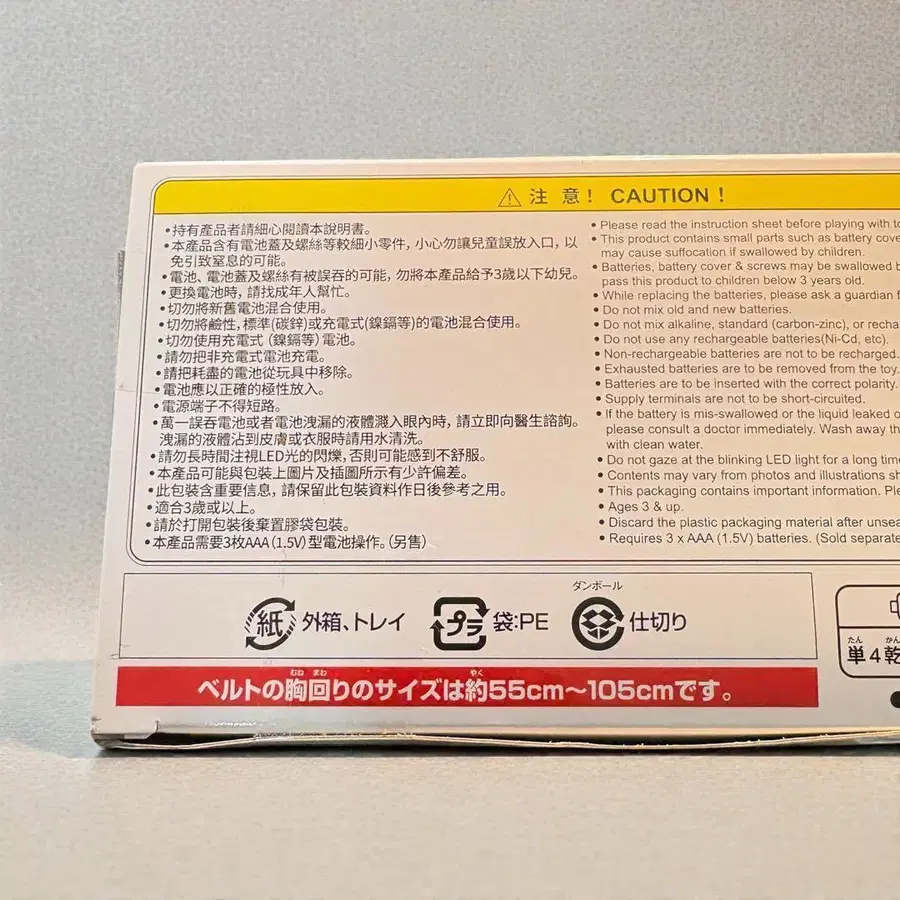 ⚠ 注意! CAUTION!
•持有產品者請細心閱讀本說明書。
•本產品含有電池蓋及螺絲等較細小零件，小心勿讓兒童誤放入口，以
免引致窒息的可能。
•電池、電池蓋及螺絲有被誤吞的可能，勿將本產品給予3歲以下幼兒。
•更換電池時，請找成年人幫忙。
•切勿將新舊電池混合使用。
•切勿將鹼性，標準(碳鋅)或充電式(鎳鎘等)的電池混合使用。
•切勿使用充電式（鎳鎘等）電池。
•請勿把非充電式電池充電。
•請把耗盡的電池從玩具中移除。
•電池應以正確的極性放入。
•電源端子不得短路。
•萬一誤吞電池或者電池洩漏的液體濺入眼內時，請立即向醫生諮詢。
洩漏的液體沾到皮膚或衣服時請用水清洗。
•請勿長時間注視LED光的閃爍，否則可能感到不舒服。
•本產品可能與包裝上圖片及插圖所示有少許偏差。
•此包裝含重要信息，請保留此包裝資料作日後參考之用。
•適合3歲或以上。
•請於打開包裝後棄置膠袋包裝。
•本產品需要3枚AAA（1.5V）型電池操作。（另售）
• Please read the instruction sheet before playing with
• This product contains small parts such as battery
may cause suffocation if swallowed by children.
• Batteries, battery cover & screws may be swallowed
pass this product to children below 3 years old.
• While replacing the batteries, please ask a guardian
• Do not mix old and new batteries.
• Do not mix alkaline, standard (carbon-zinc), or
• Do not use any rechargeable batteries(Ni-Cd, etc).
• Non-rechargeable batteries are not to be recharged.
• Exhausted batteries are to be removed from the toy.
• Batteries are to be inserted with the correct polarity.
• Supply terminals are not to be short-circuited.
• If the battery is mis-swallowed or the liquid leaked
please consult a doctor immediately. Wash away
with clean water.
• Do not gaze at the blinking LED light for a long
• Contents may vary from photos and illustrations
• This packaging contains important information.
• Ages 3 & up.
• Discard the plastic packaging material after
• Requires 3 x AAA (1.5V) batteries. (Sold
紙 外箱、トレイ
プラ 袋:PE
ダンボール
仕切り
たん かん
単4乾
むね まわ やく
ベルトの胸回りのサイズは約55cm～105cmです。